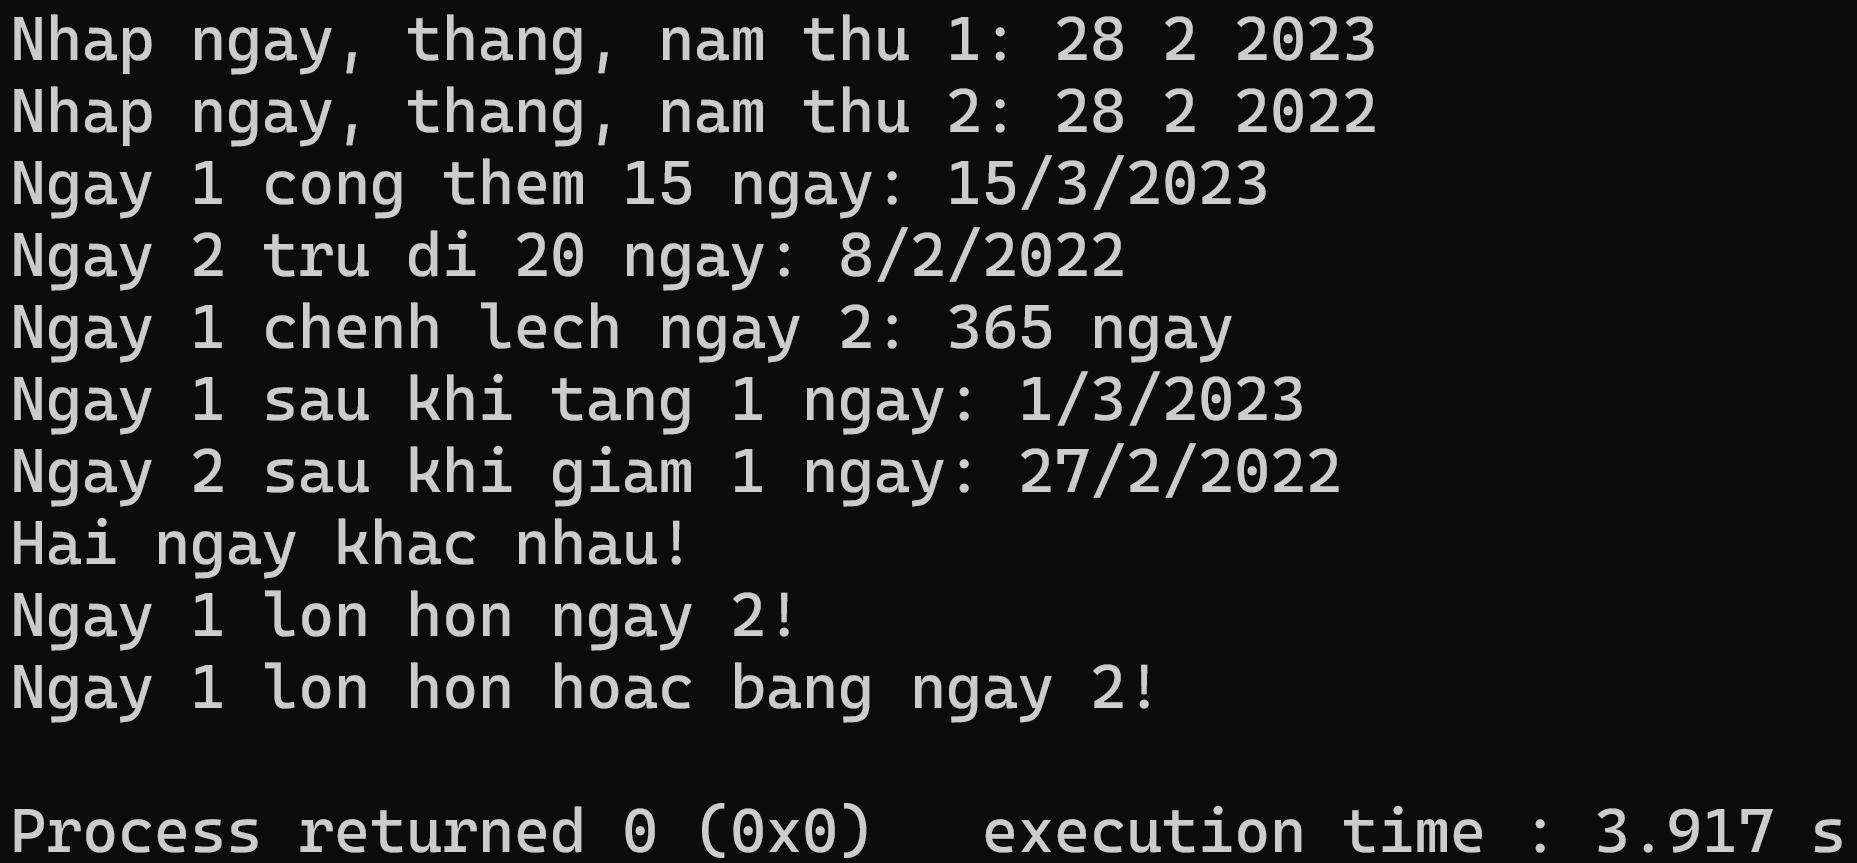 Nhap ngay, thang, nam thu 1: 28 2 2023
Nhap ngay, thang, nam thu 2: 28 2 2022
Ngay 1 cong them 15 ngay: 15/3/2023
Ngay 2 tru di 20 ngay: 8/2/2022
Ngay 1 chenh lech ngay 2: 365 ngay
Ngay 1 sau khi tang 1 ngay: 1/3/2023
Ngay 2 sau khi giam 1 ngay: 27/2/2022
Hai ngay khac nhau!
Ngay 1 lon hon ngay 2!
Ngay 1 lon hon hoac bang ngay 2!
Process returned 0 (0x0)   execution time : 3.917 s